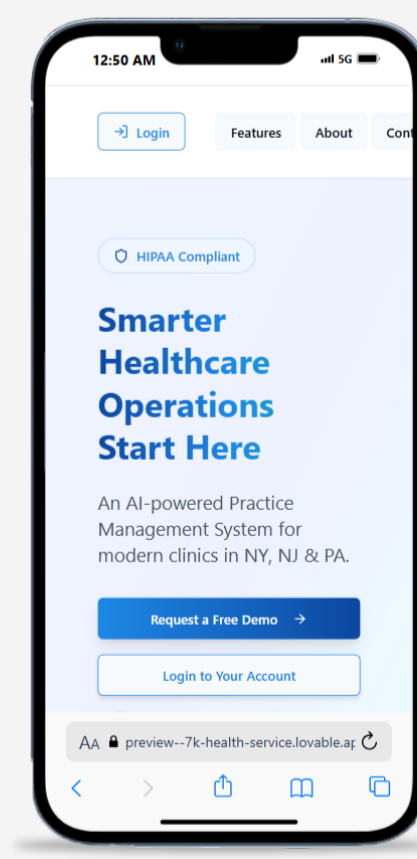 12:50 AM 5G
Login Features About Cont
HIPAA Compliant
Smarter
Healthcare
Operations
Start Here
An AI-powered Practice
Management System for
modern clinics in NY, NJ & PA.
Request a Free Demo
Login to Your Account
AA preview--7k-health-service.lovable.ap